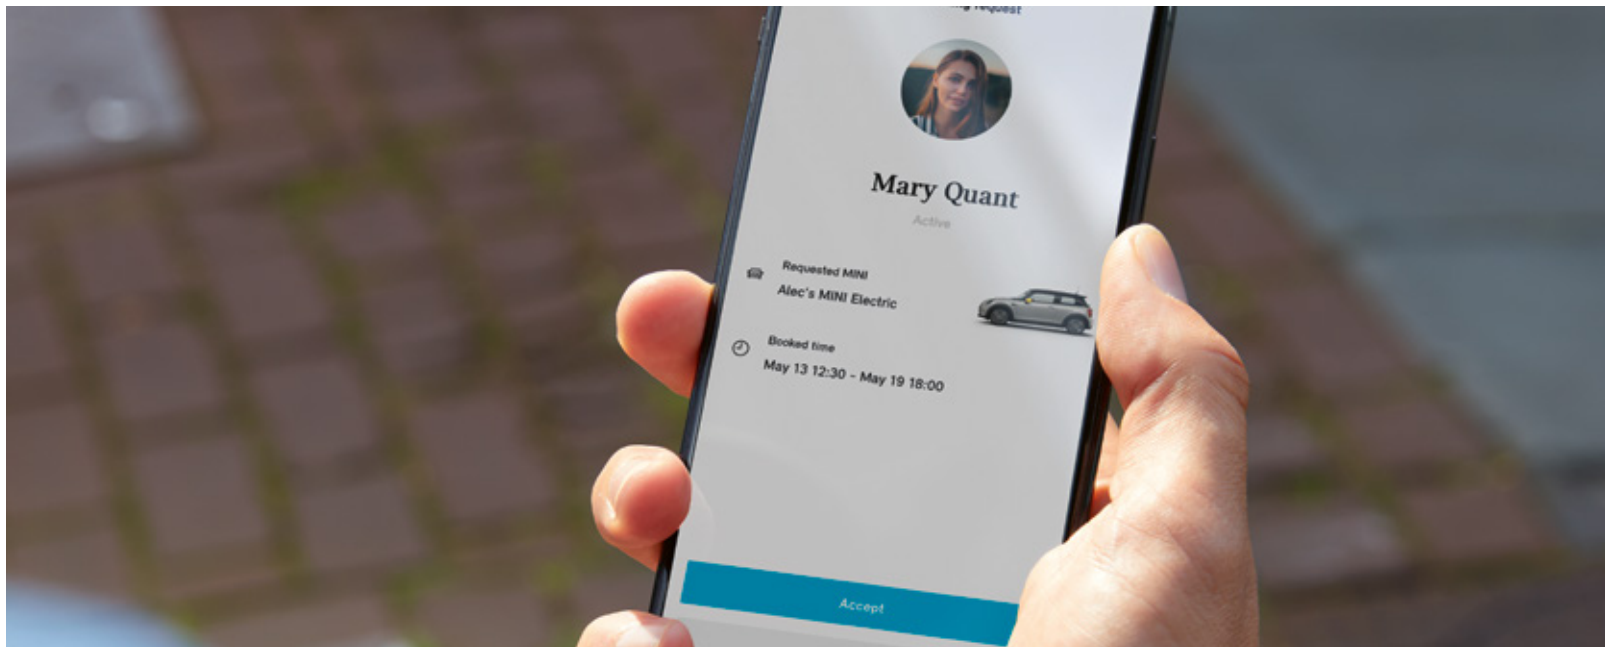 request
Mary Quant
Active
Requested MINI
Alec's MINI Electric
Booked time
May 13 12:30 - May 19 18:00
Accept